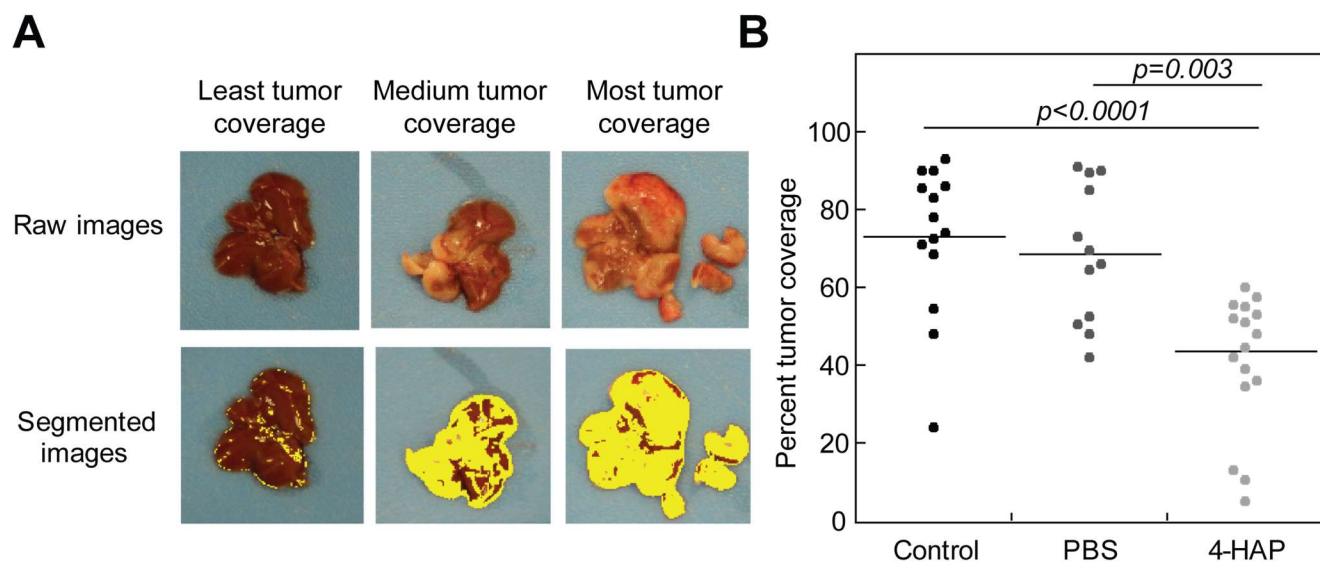 A
Least tumor
coverage
Medium tumor
coverage
Most tumor
coverage
Raw images
Segmented
images
B
p=0.003
p<0.0001
Percent tumor coverage
100
80
60
40
20
0
Control
PBS
4-HAP